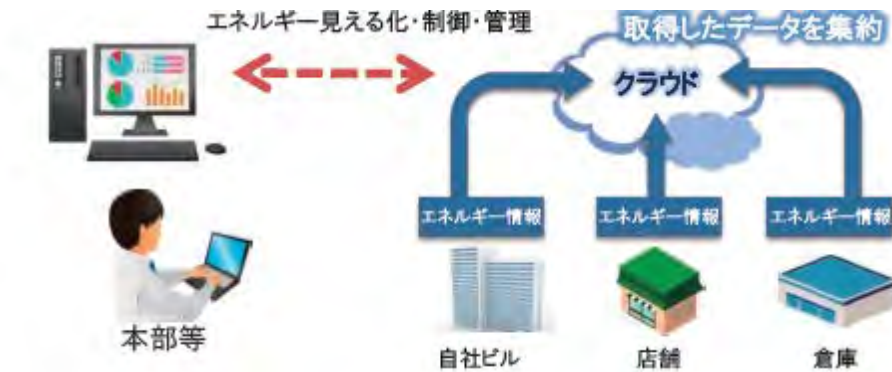 エネルギー見える化・制御・管理
取得したデータを集約
クラウド
エネルギー情報
エネルギー情報
エネルギー情報
本部等
自社ビル
店舗
倉庫